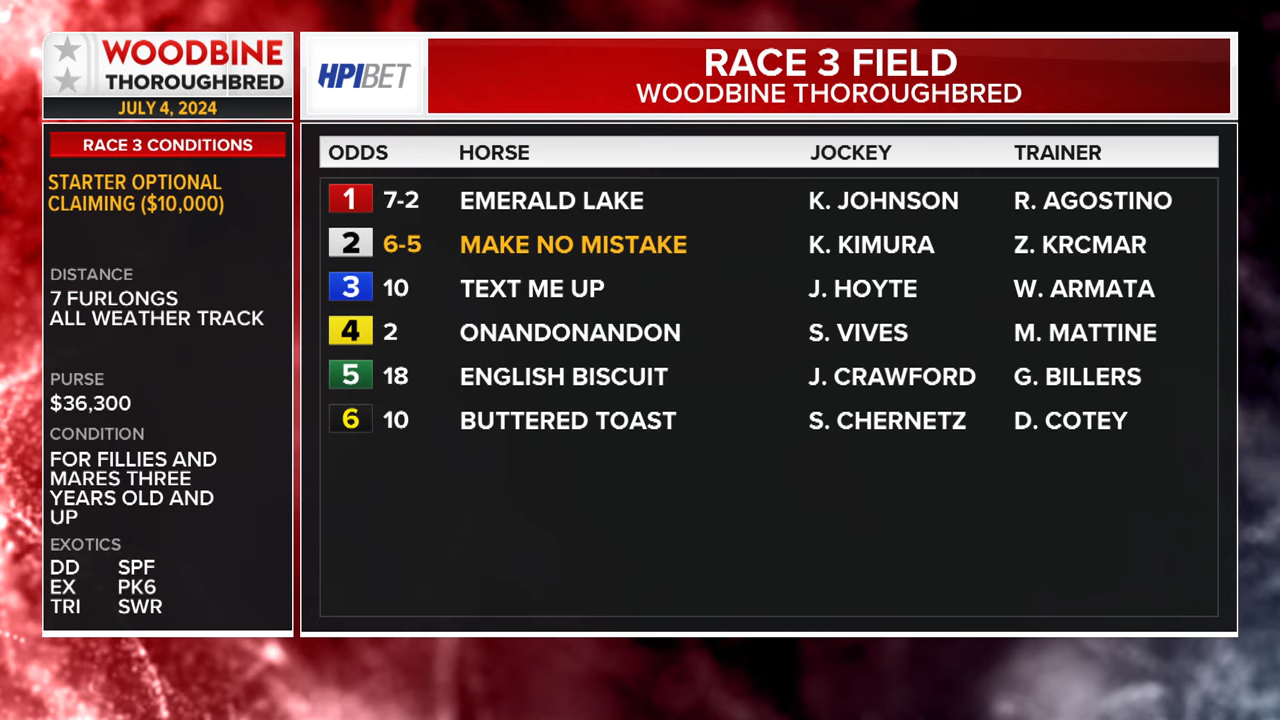 WOODBINE
THOROUGHBRED
JULY 4, 2024
RACE 3 CONDITIONS
STARTER OPTIONAL
CLAIMING ($10,000)
DISTANCE
7 FURLONGS
ALL WEATHER TRACK
PURSE
$36,300
CONDITION
FOR FILLIES AND
MARES THREE
YEARS OLD AND
UP
EXOTICS
DD SPF
EX PK6
TRI SWR
HPIBET
RACE 3 FIELD
WOODBINE THOROUGHBRED
ODDS HORSE JOCKEY TRAINER
1 7-2 EMERALD LAKE K. JOHNSON R. AGOSTINO
2 6-5 MAKE NO MISTAKE K. KIMURA Z. KRCMAR
3 10 TEXT ME UP J. HOYTE W. ARMATA
4 2 ONANDONANDON S. VIVES M. MATTINE
5 18 ENGLISH BISCUIT J. CRAWFORD G. BILLERS
6 10 BUTTERED TOAST S. CHERNETZ D. COTEY